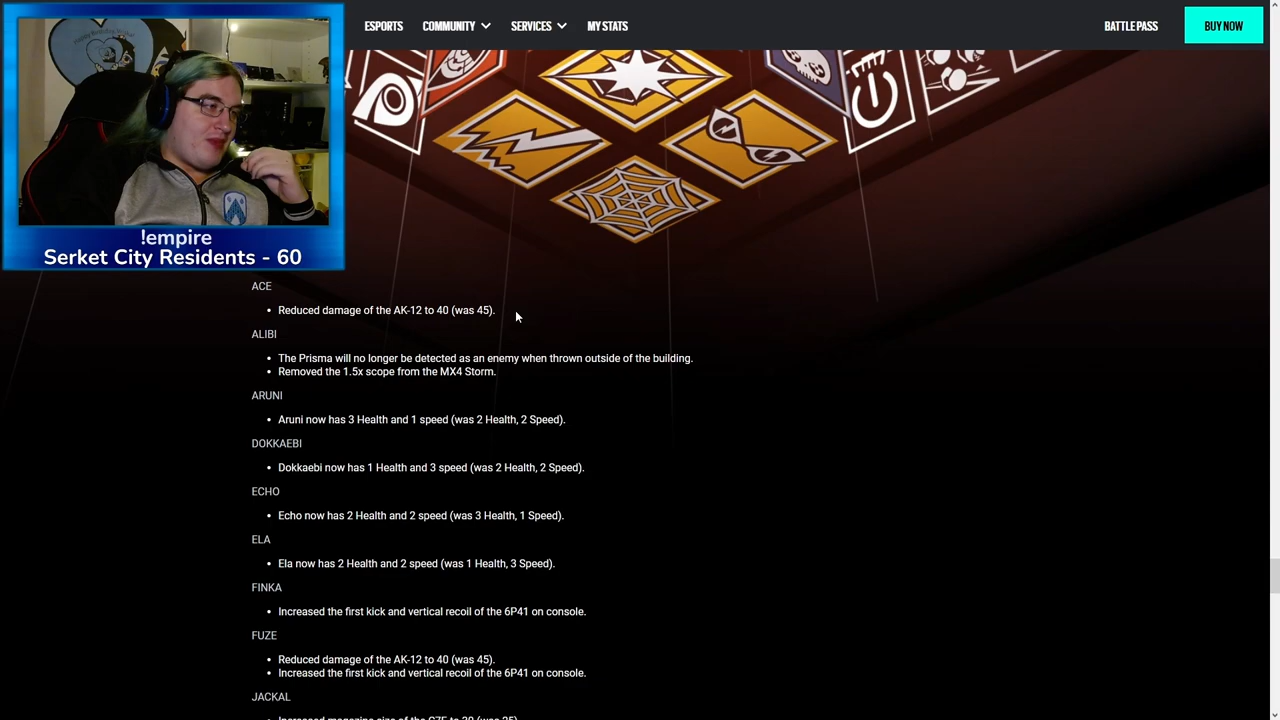 ESPORTS COMMUNITY SERVICES MY STATS BATTLE PASS BUY NOW
!empire
Serket City Residents - 60
ACE
• Reduced damage of the AK-12 to 40 (was 45).
ALIBI
• The Prisma will no longer be detected as an enemy when thrown outside of the building.
• Removed the 1.5x scope from the MX4 Storm.
ARUNI
• Aruni now has 3 Health and 1 speed (was 2 Health, 2 Speed).
DOKKAEBI
• Dokkaebi now has 1 Health and 3 speed (was 2 Health, 2 Speed).
ECHO
• Echo now has 2 Health and 2 speed (was 3 Health, 1 Speed).
ELA
• Ela now has 2 Health and 2 speed (was 1 Health, 3 Speed).
FINKA
• Increased the first kick and vertical recoil of the 6P41 on console.
FUZE
• Reduced damage of the AK-12 to 40 (was 45).
• Increased the first kick and vertical recoil of the 6P41 on console.
JACKAL